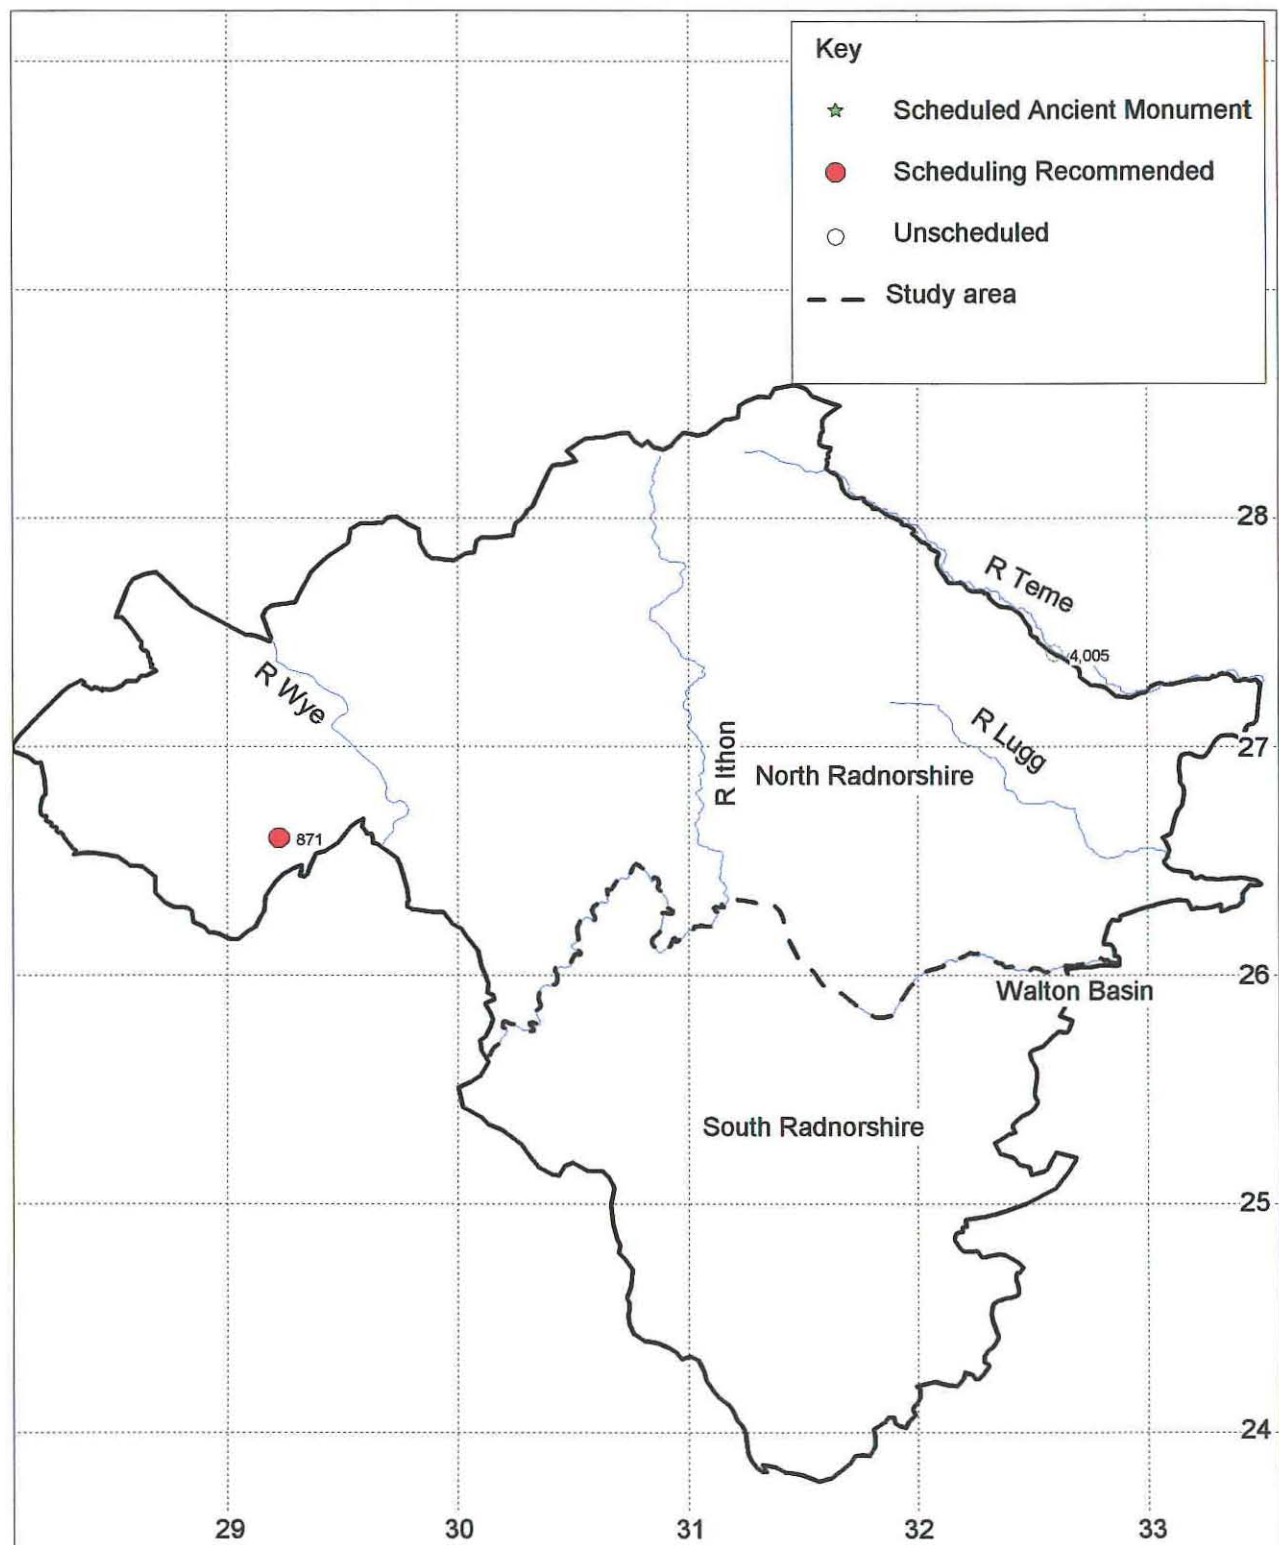 Key
Scheduled Ancient Monument
Scheduling Recommended
Unscheduled
Study area
28
R Teme
4,005
R Wye
R Lugg
27
R Ithon
North Radnorshire
871
26
Walton Basin
South Radnorshire
25
24
29 30 31 32 33